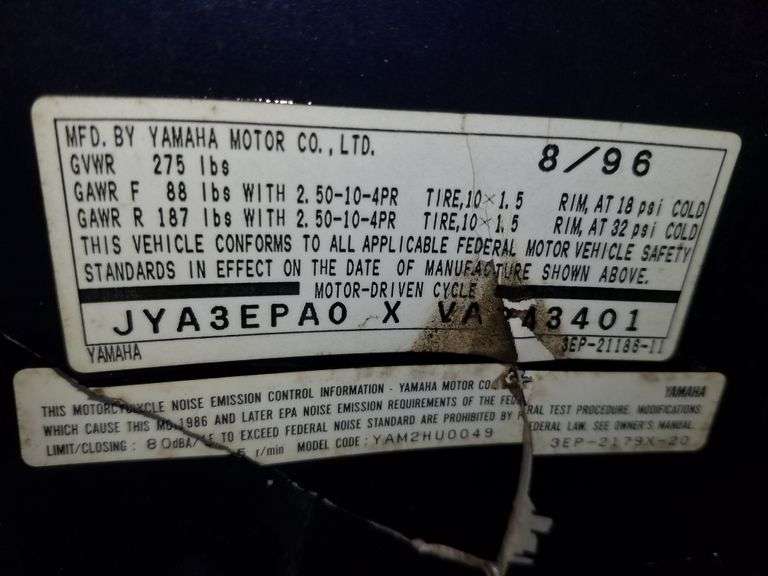 MFD. BY YAMAHA MOTOR CO., LTD. 8/96
GVWR 275 lbs
GAWR F 88 lbs WITH 2.50-10-4PR TIRE,10×1.5 RIM, AT 18 psi COLD
GAWR R 187 lbs WITH 2.50-10-4PR TIRE,10×1.5 RIM, AT 32 psi COLD
THIS VEHICLE CONFORMS TO ALL APPLICABLE FEDERAL MOTOR VEHICLE SAFETY
STANDARDS IN EFFECT ON THE DATE OF MANUFACTURE SHOWN ABOVE.
MOTOR-DRIVEN CYCLE
JYA3EPA0 X VA 43401
YAMAHA 3EP-21186-11
THIS MOTORCYCLE NOISE EMISSION CONTROL INFORMATION - YAMAHA MOTOR CO. YAMAHA
THIS 1986 AND LATER EPA NOISE EMISSION REQUIREMENTS OF THE FEDERAL TEST PROCEDURE. MODIFICATIONS
WHICH CAUSE THIS TO EXCEED FEDERAL NOISE STANDARD ARE PROHIBITED BY FEDERAL LAW. SEE OWNER'S MANUAL.
LIMIT/CLOSING : 80dBA/ r/min MODEL CODE : YAM2HU0049 3EP-2179X-20